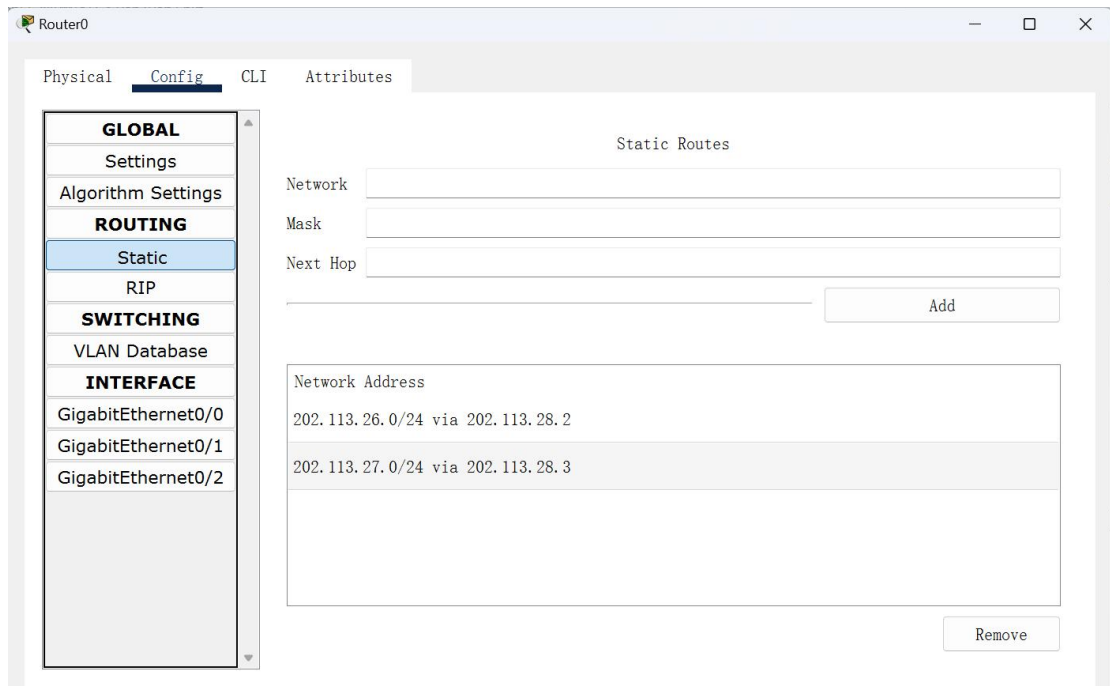 Router0
Physical Config CLI Attributes
GLOBAL
Settings
Algorithm Settings
ROUTING
Static
RIP
SWITCHING
VLAN Database
INTERFACE
GigabitEthernet0/0
GigabitEthernet0/1
GigabitEthernet0/2
Static Routes
Network
Mask
Next Hop
Add
Network Address
202.113.26.0/24 via 202.113.28.2
202.113.27.0/24 via 202.113.28.3
Remove